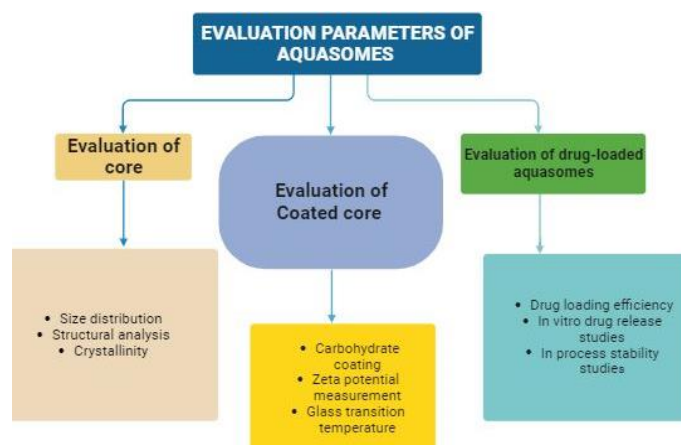 EVALUATION PARAMETERS OF
AQUASOMES
Evaluation of
core
Evaluation of
Coated core
Evaluation of drug-loaded
aquasomes
• Size distribution
• Structural analysis
• Crystallinity
• Carbohydrate
coating
• Zeta potential
measurement
• Glass transition
temperature
• Drug loading efficiency
• In vitro drug release
studies
• In process stability
studies